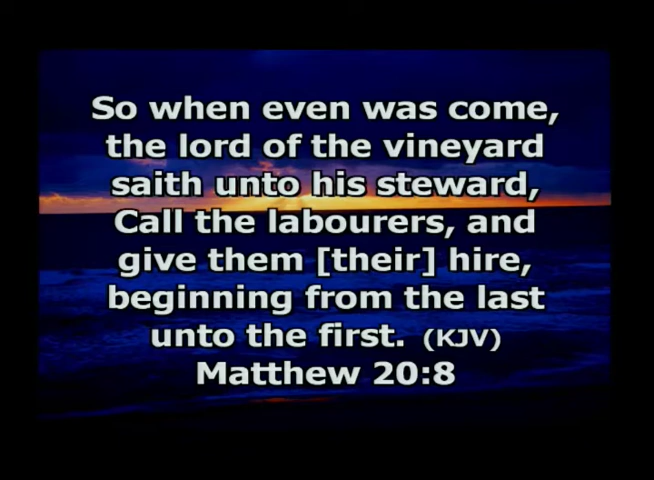 So when even was come,
the lord of the vineyard
saith unto his steward,
Call the labourers, and
give them [their] hire,
beginning from the last
unto the first. (KJV)
Matthew 20:8